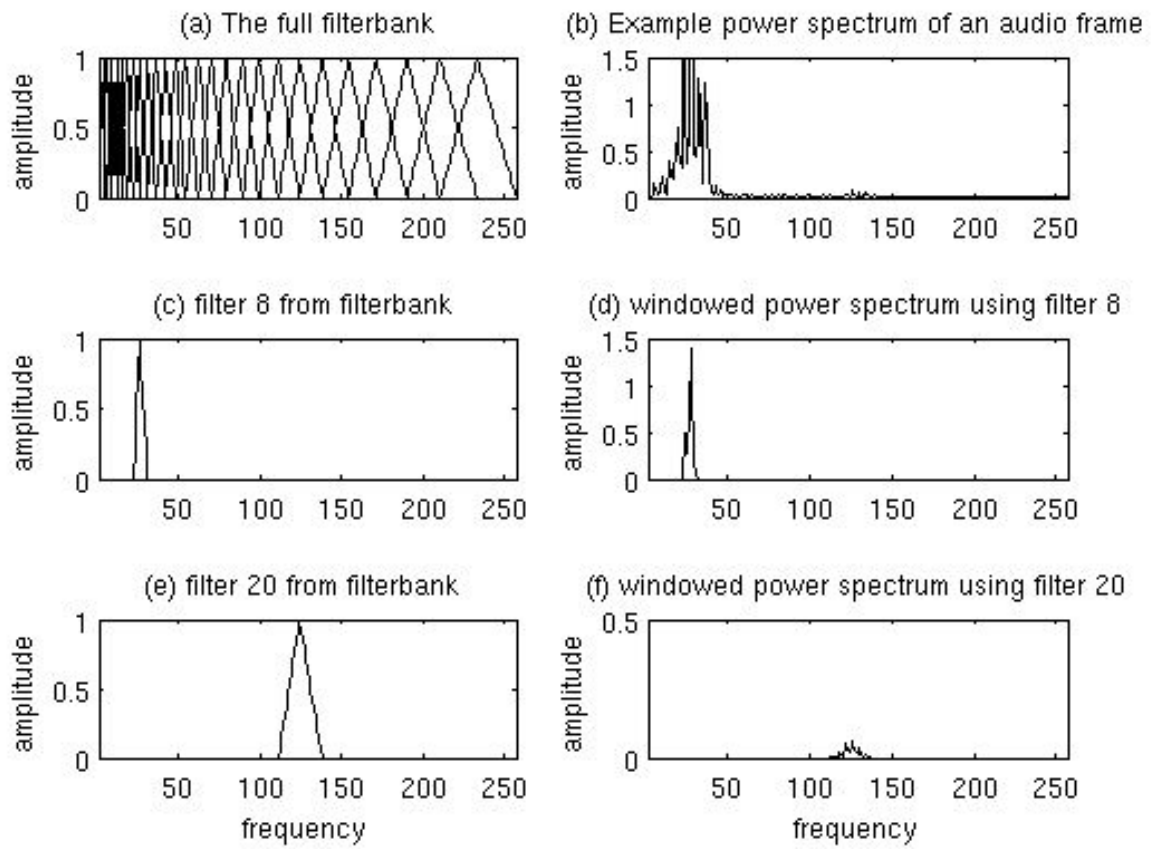 (a) The full filterbank
(b) Example power spectrum of an audio frame
amplitude
1
0.5
0
50 100 150 200 250
amplitude
1.5
1
0.5
0
50 100 150 200 250
(c) filter 8 from filterbank
(d) windowed power spectrum using filter 8
amplitude
1
0.5
0
50 100 150 200 250
amplitude
1.5
1
0.5
0
50 100 150 200 250
(e) filter 20 from filterbank
(f) windowed power spectrum using filter 20
amplitude
1
0.5
0
50 100 150 200 250
frequency
amplitude
0.5
0
50 100 150 200 250
frequency